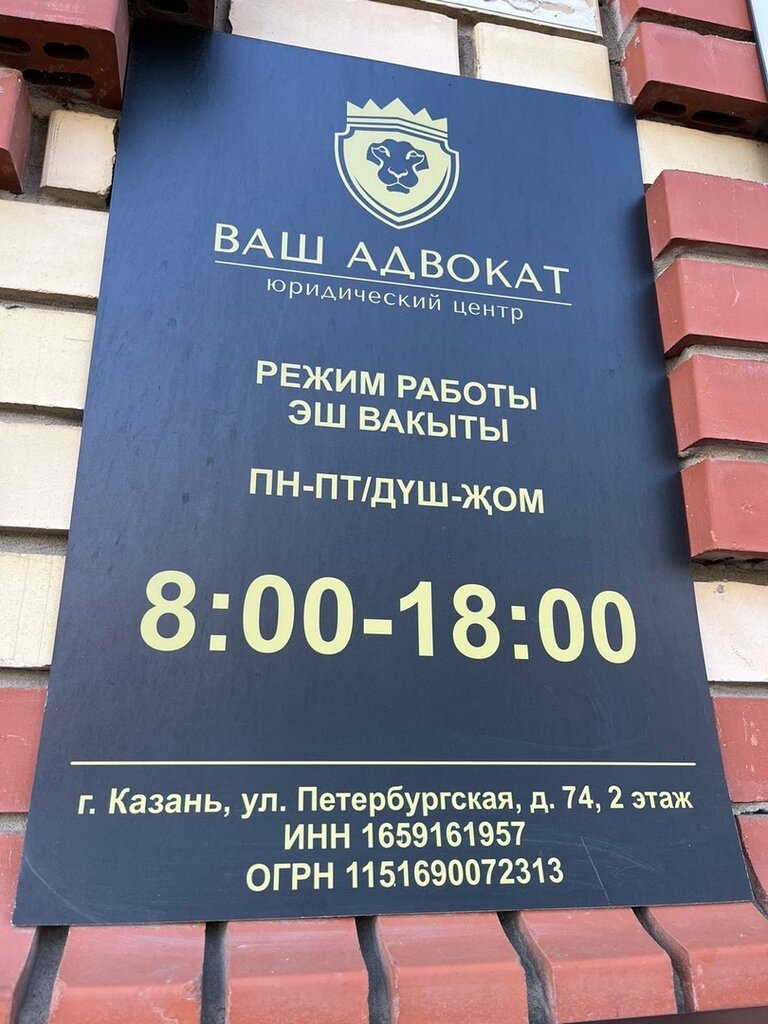 ВАШ АДВОКАТ
юридический центр
РЕЖИМ РАБОТЫ
ЭШ ВАКЫТЫ
ПН-ПТ/ДҮШ-ҖОМ
8:00-18:00
г. Казань, ул. Петербургская, д. 74, 2 этаж
ИНН 1659161957
ОГРН 1151690072313